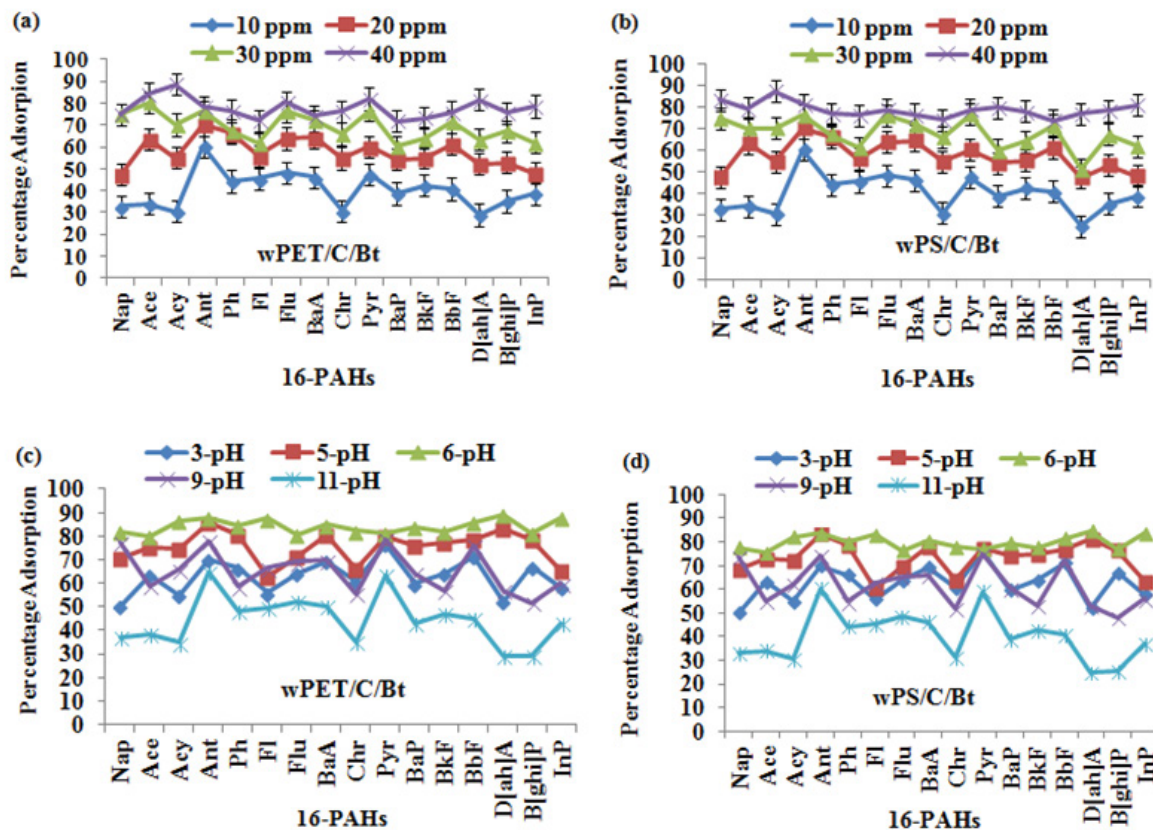 (a)
10 ppm 20 ppm
30 ppm 40 ppm
Percentage Adsorpion
100
90
80
70
60
50
40
30
20
10
0
wPET/C/Bt
Nap Ace Acy Ant Ph Fl Flu BaA Chr Pyr BaP BkF BbF D[ah]A B[ghi]P InP
16-PAHs
(b)
10 ppm 20 ppm
30 ppm 40 ppm
Percentage Adsorpion
100
90
80
70
60
50
40
30
20
10
0
wPS/C/Bt
Nap Ace Acy Ant Ph Fl Flu BaA Chr Pyr BaP BkF BbF D[ah]A B[ghi]P InP
16-PAHs
(c)
3-pH 5-pH 6-pH
9-pH 11-pH
Percentage Adsorption
100
90
80
70
60
50
40
30
20
10
0
wPET/C/Bt
Nap Ace Acy Ant Ph Fl Flu BaA Chr Pyr BaP BkF BbF D[ah]A B[ghi]P InP
16-PAHs
(d)
3-pH 5-pH 6-pH
9-pH 11-pH
Percentage Adsorption
100
90
80
70
60
50
40
30
20
10
0
wPS/C/Bt
Nap Ace Acy Ant Ph Fl Flu BaA Chr Pyr BaP BkF BbF D[ah]A B[ghi]P InP
16-PAHs